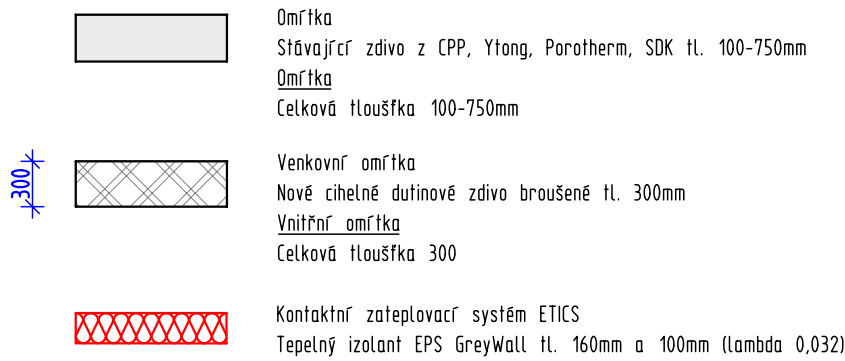 Omítka
Stávající zdivo z CPP, Ytong, Porotherm, SDK tl. 100-750mm
Omítka
Celková tloušťka 100-750mm
300
Venkovní omítka
Nové cihelné dutinové zdivo broušené tl. 300mm
Vnitřní omítka
Celková tloušťka 300
Kontaktní zateplovací systém ETICS
Tepelný izolant EPS GreyWall tl. 160mm a 100mm (lambda 0,032)